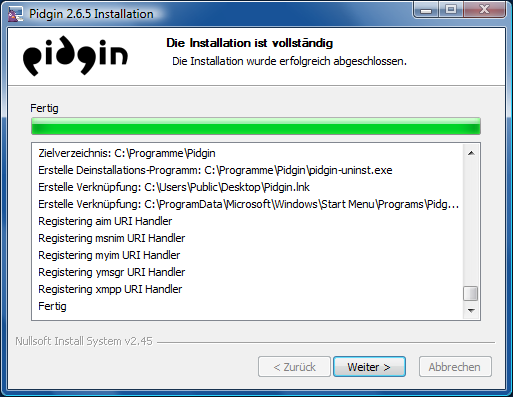 Pidgin 2.6.5 Installation
pidgin
Die Installation ist vollständig
Die Installation wurde erfolgreich abgeschlossen.
Fertig
Zielverzeichnis: C:\Programme\Pidgin
Erstelle Deinstallations-Programm: C:\Programme\Pidgin\pidgin-uninst.exe
Erstelle Verknüpfung: C:\Users\Public\Desktop\Pidgin.lnk
Erstelle Verknüpfung: C:\ProgramData\Microsoft\Windows\Start Menu\Programs\Pidg...
Registering aim URI Handler
Registering msnim URI Handler
Registering myim URI Handler
Registering ymsgr URI Handler
Registering xmpp URI Handler
Fertig
Nullsoft Install System v2.45
< Zurück
Weiter >
Abbrechen